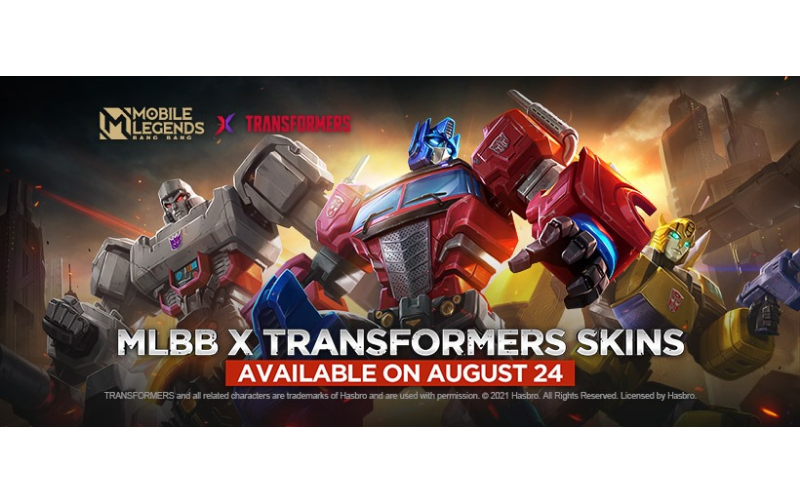 MOBILE
LEGENDS
BANG BANG
X
TRANSFORMERS
MLBB X TRANSFORMERS SKINS
AVAILABLE ON AUGUST 24
TRANSFORMERS and all related characters are trademarks of Hasbro and are used with permission. © 2021 Hasbro. All Rights Reserved. Licensed by Hasbro.